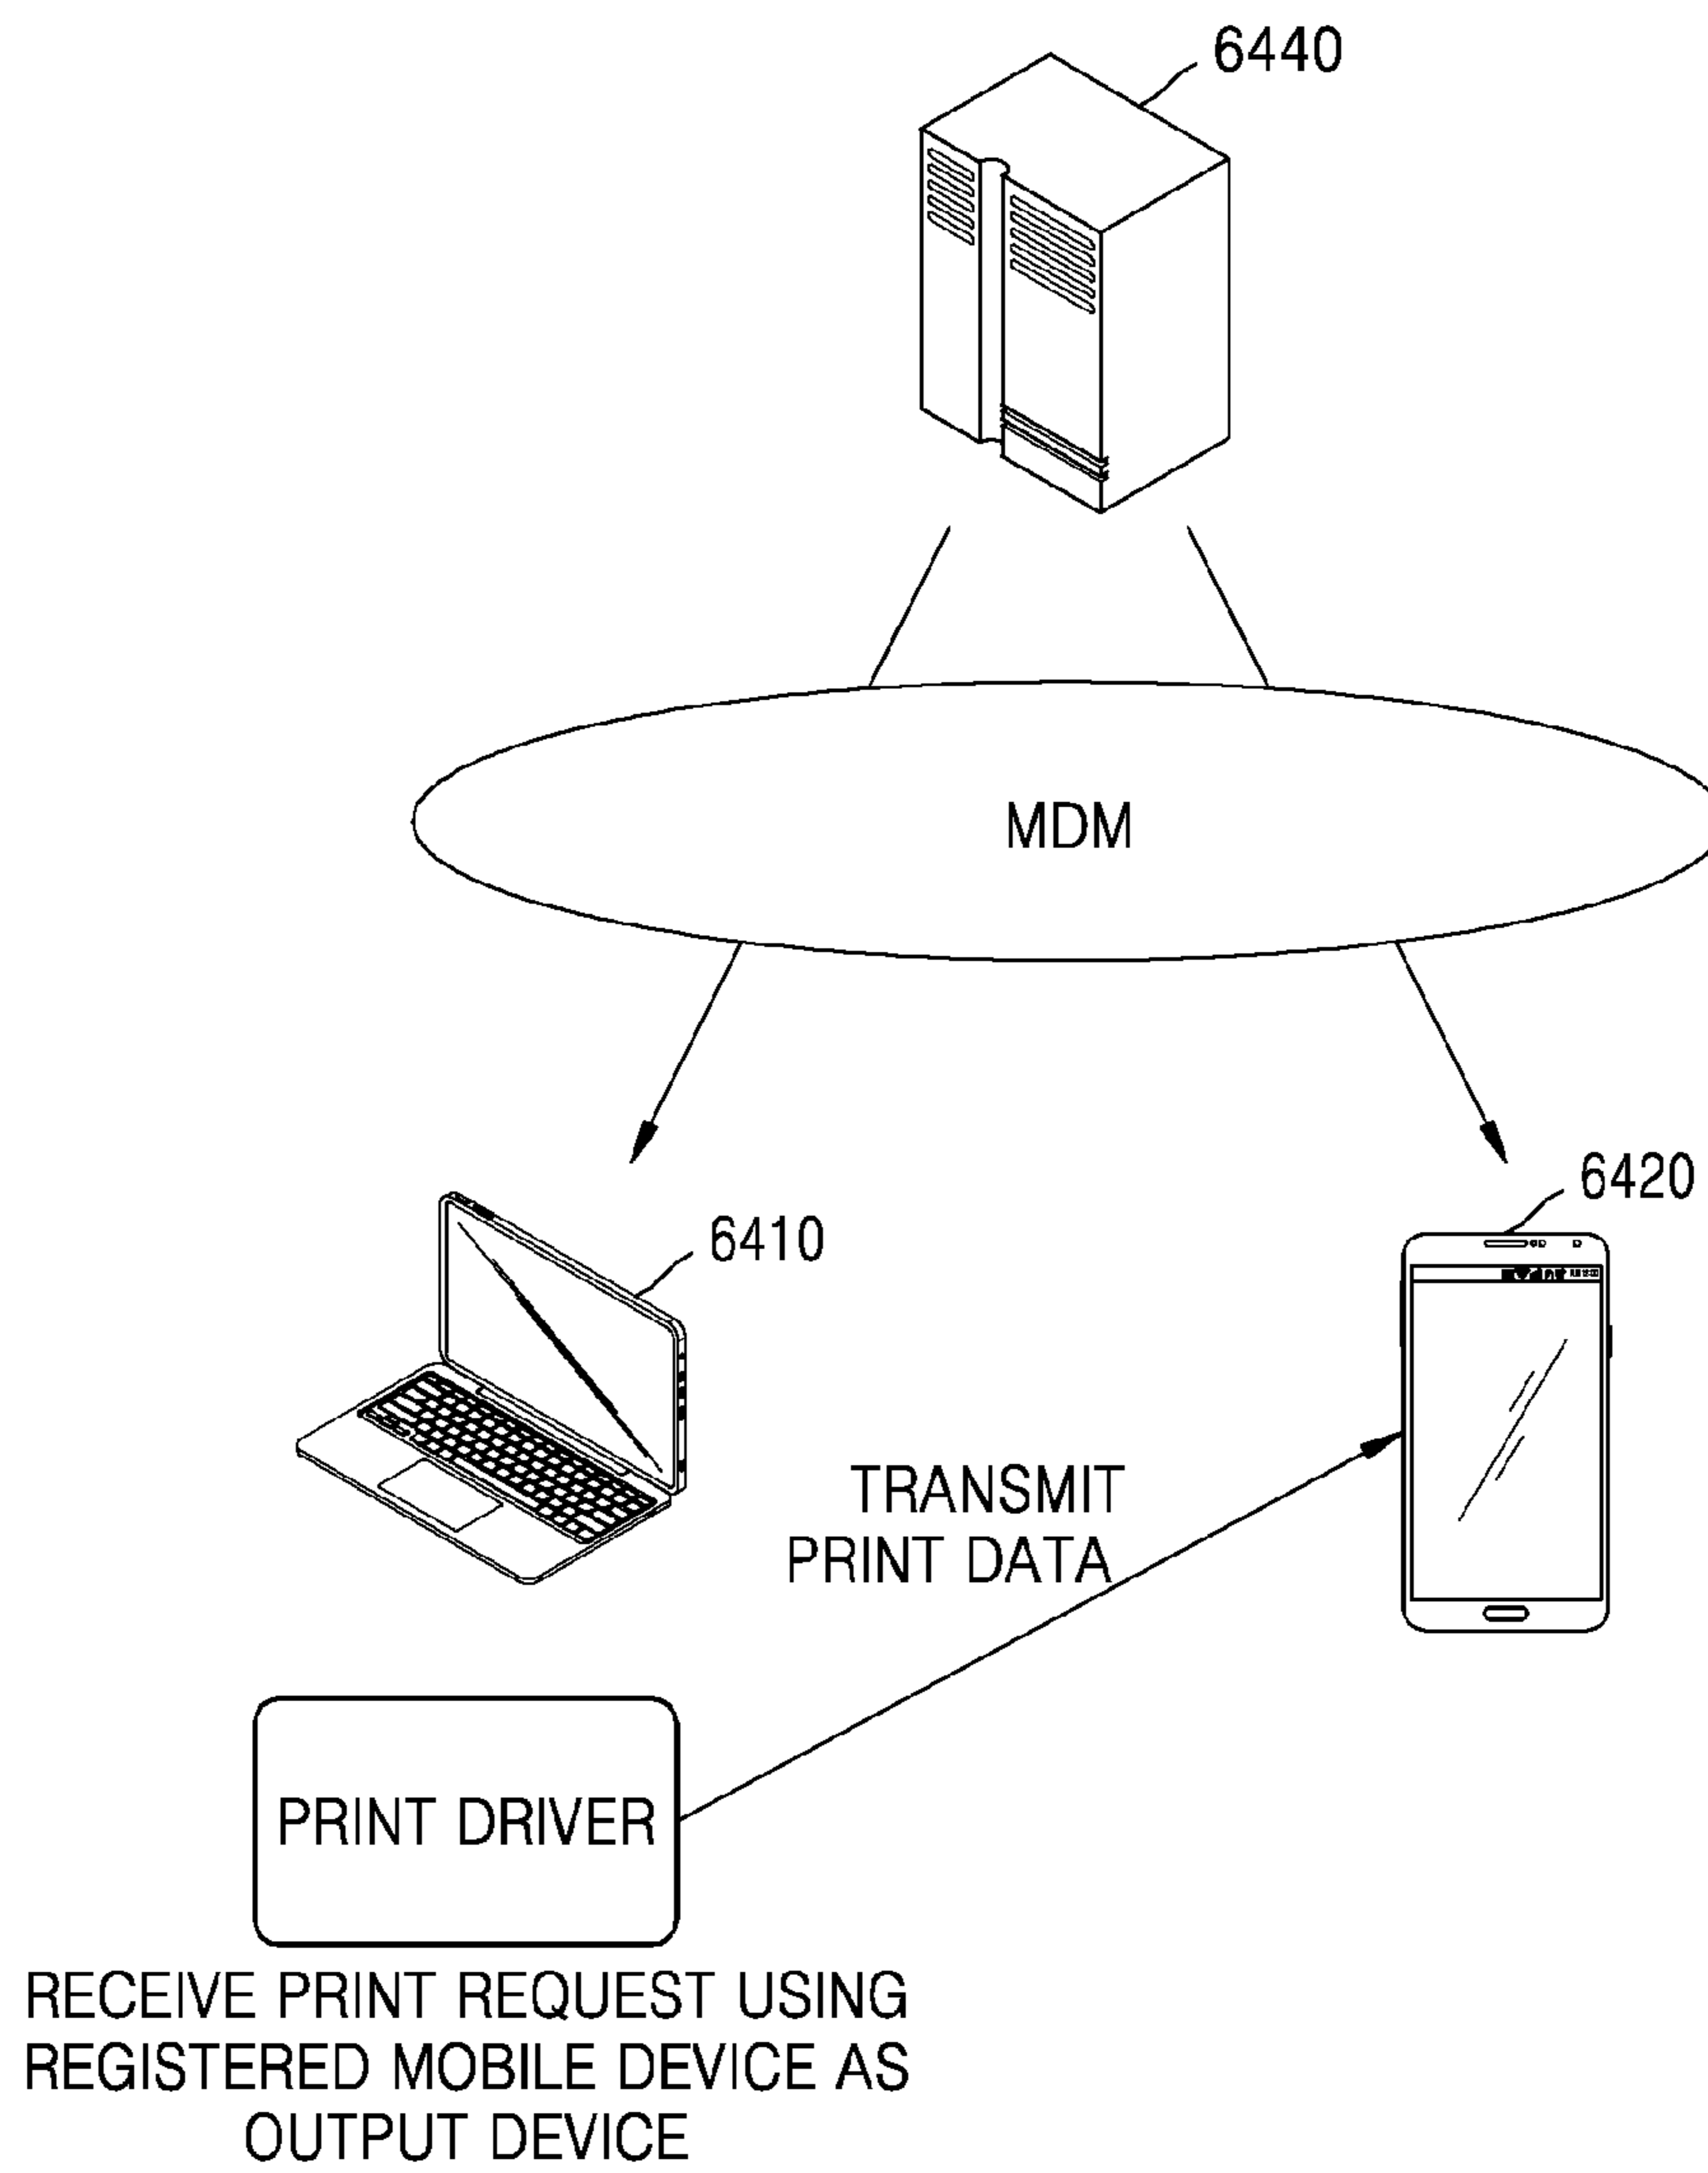 6440
MDM
6420
6410
TRANSMIT
PRINT DATA
PRINT DRIVER
RECEIVE PRINT REQUEST USING
REGISTERED MOBILE DEVICE AS
OUTPUT DEVICE